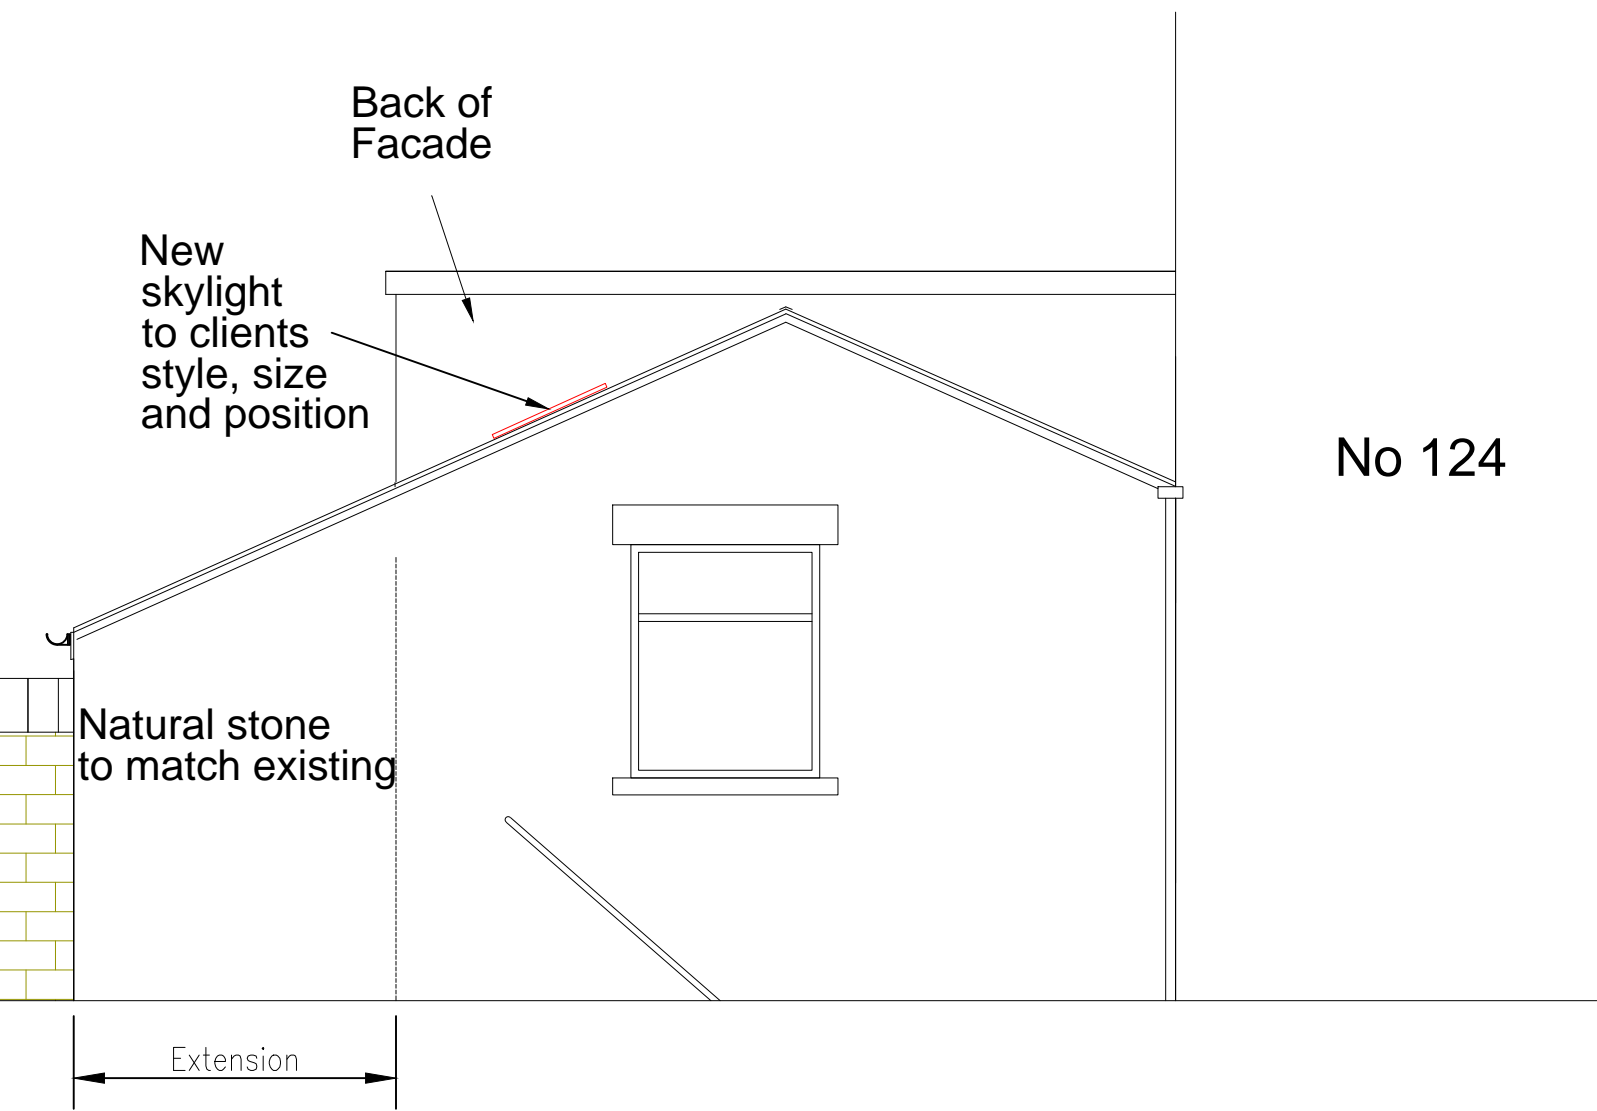 Back of
Facade
New
skylight
to clients
style, size
and position
No 124
Natural stone
to match existing
Extension